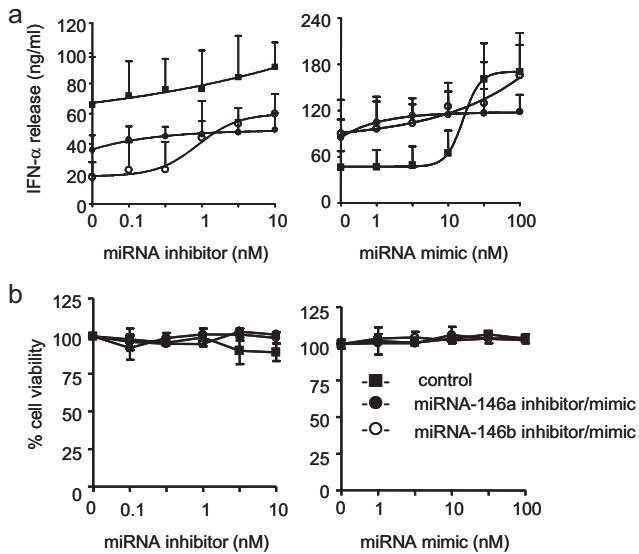 a
IFN-α release (ng/ml)
120
100
80
60
40
20
0
0 0.1 1 10
miRNA inhibitor (nM)
240
180
120
60
0
0 1 10 100
miRNA mimic (nM)
b
% cell viability
125
100
75
50
25
0
0 0.1 1 10
miRNA inhibitor (nM)
125
100
75
50
25
0
0 1 10 100
miRNA mimic (nM)
control
miRNA-146a inhibitor/mimic
miRNA-146b inhibitor/mimic